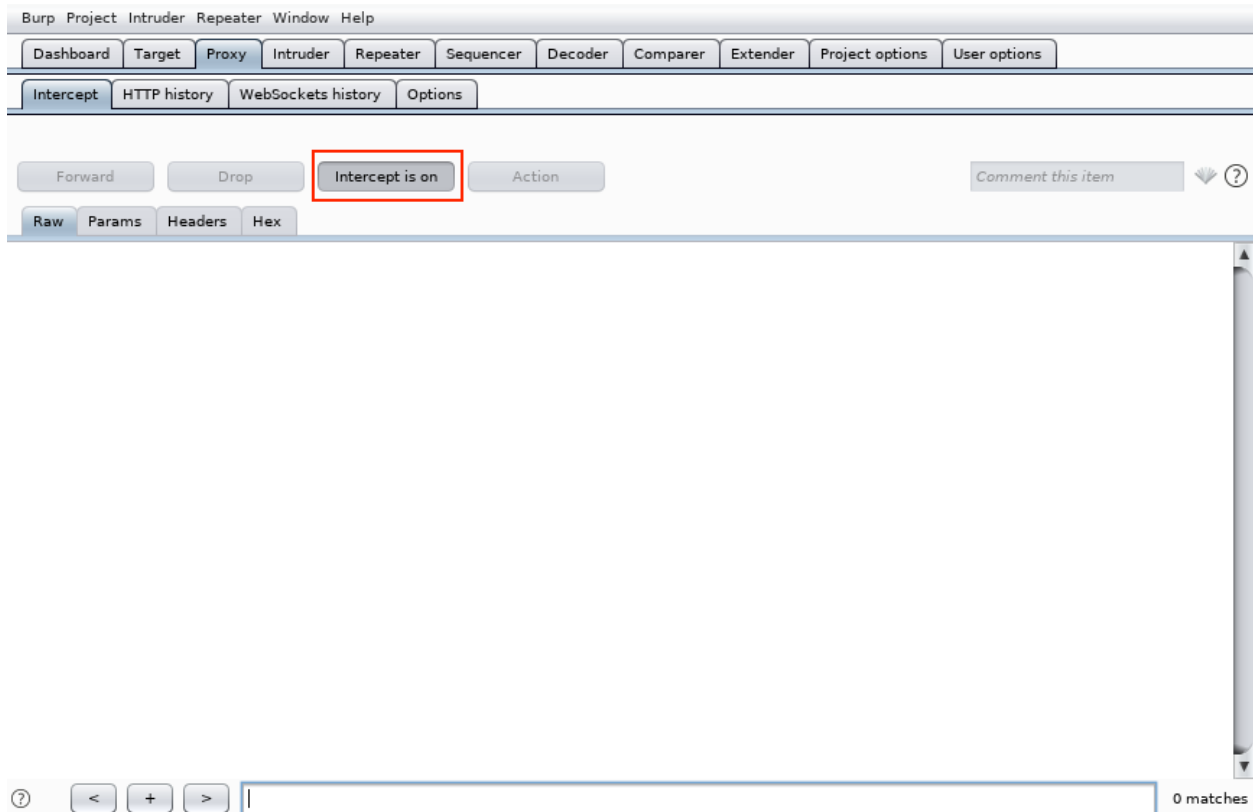 Burp Project Intruder Repeater Window Help
Dashboard Target Proxy Intruder Repeater Sequencer Decoder Comparer Extender Project options User options
Intercept HTTP history WebSockets history Options
Forward Drop Intercept is on Action Comment this item ?
Raw Params Headers Hex
? < + > 0 matches